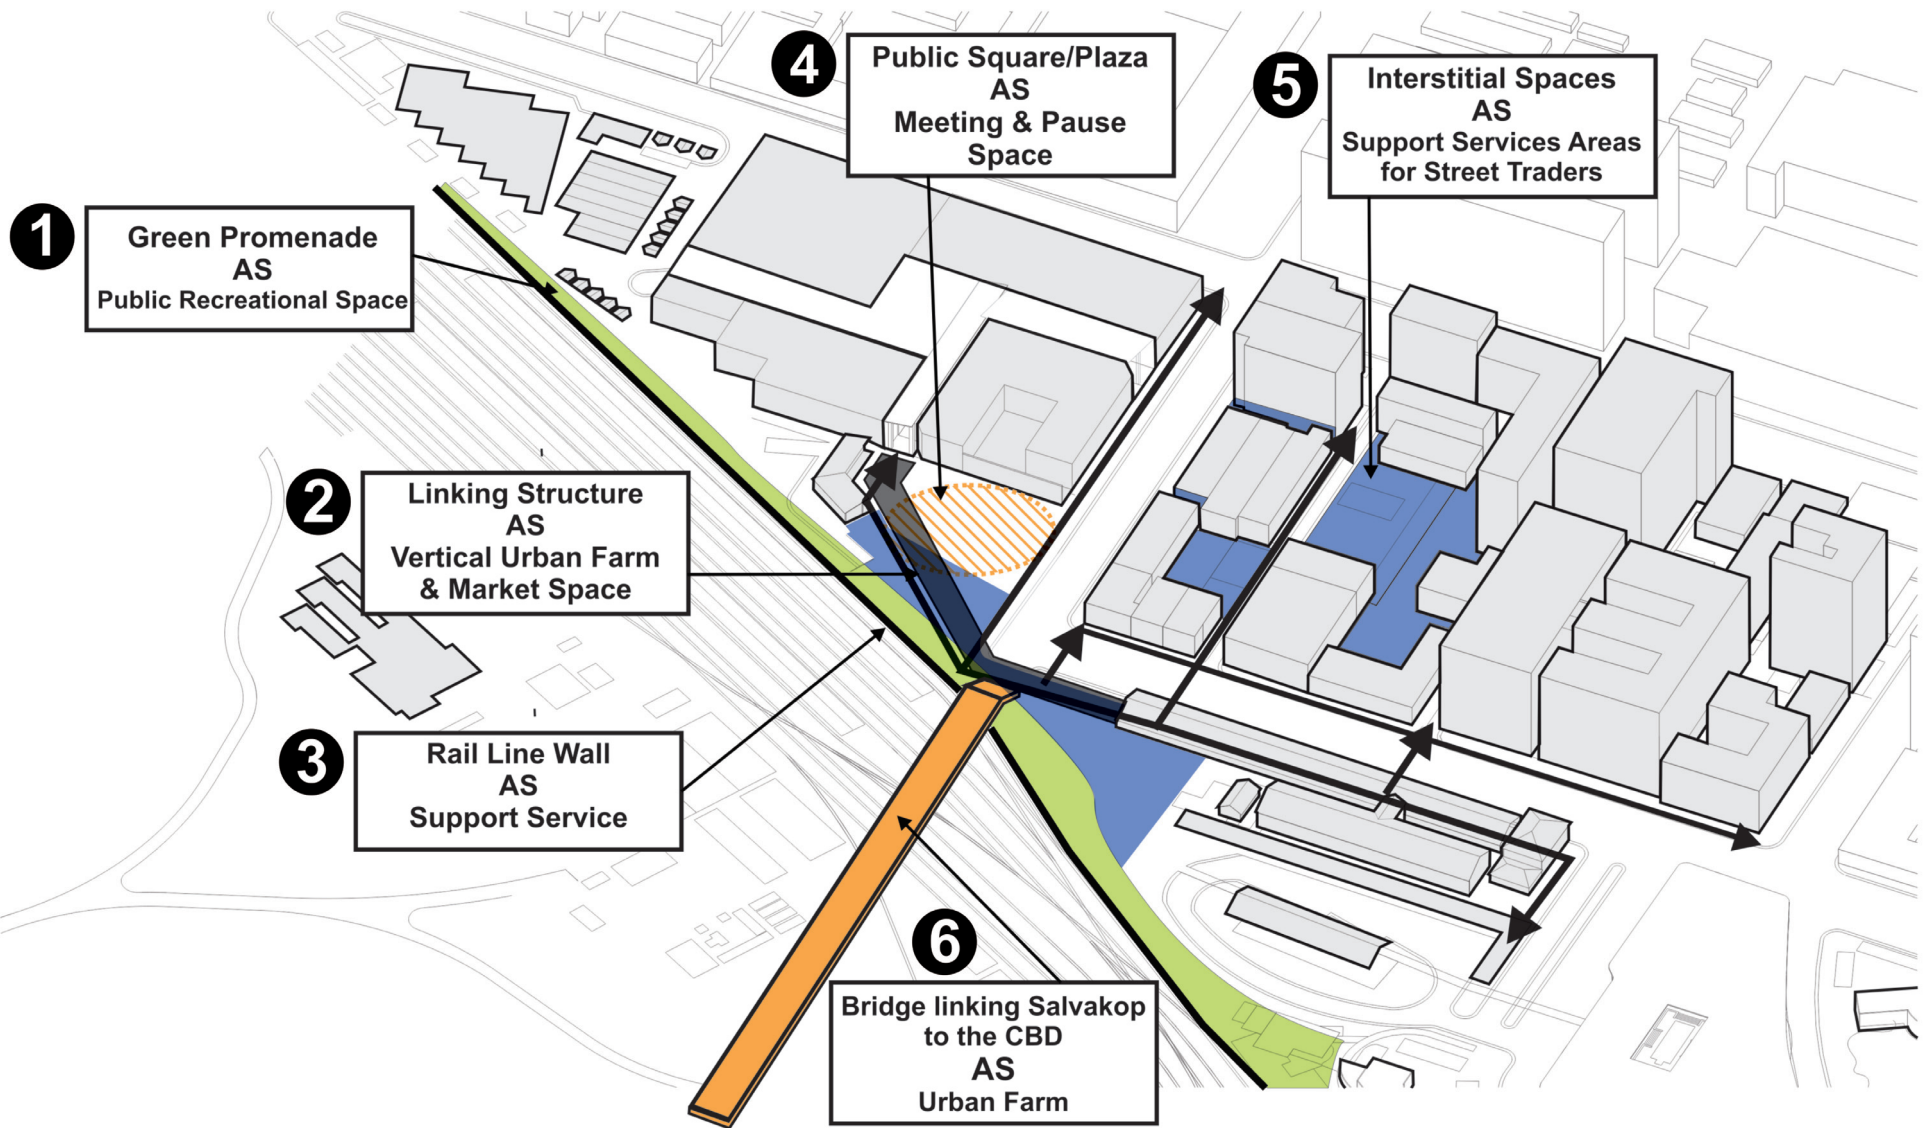 1
Green Promenade
AS
Public Recreational Space
2
Linking Structure
AS
Vertical Urban Farm
& Market Space
3
Rail Line Wall
AS
Support Service
4
Public Square/Plaza
AS
Meeting & Pause
Space
5
Interstitial Spaces
AS
Support Services Areas
for Street Traders
6
Bridge linking Salvakop
to the CBD
AS
Urban Farm